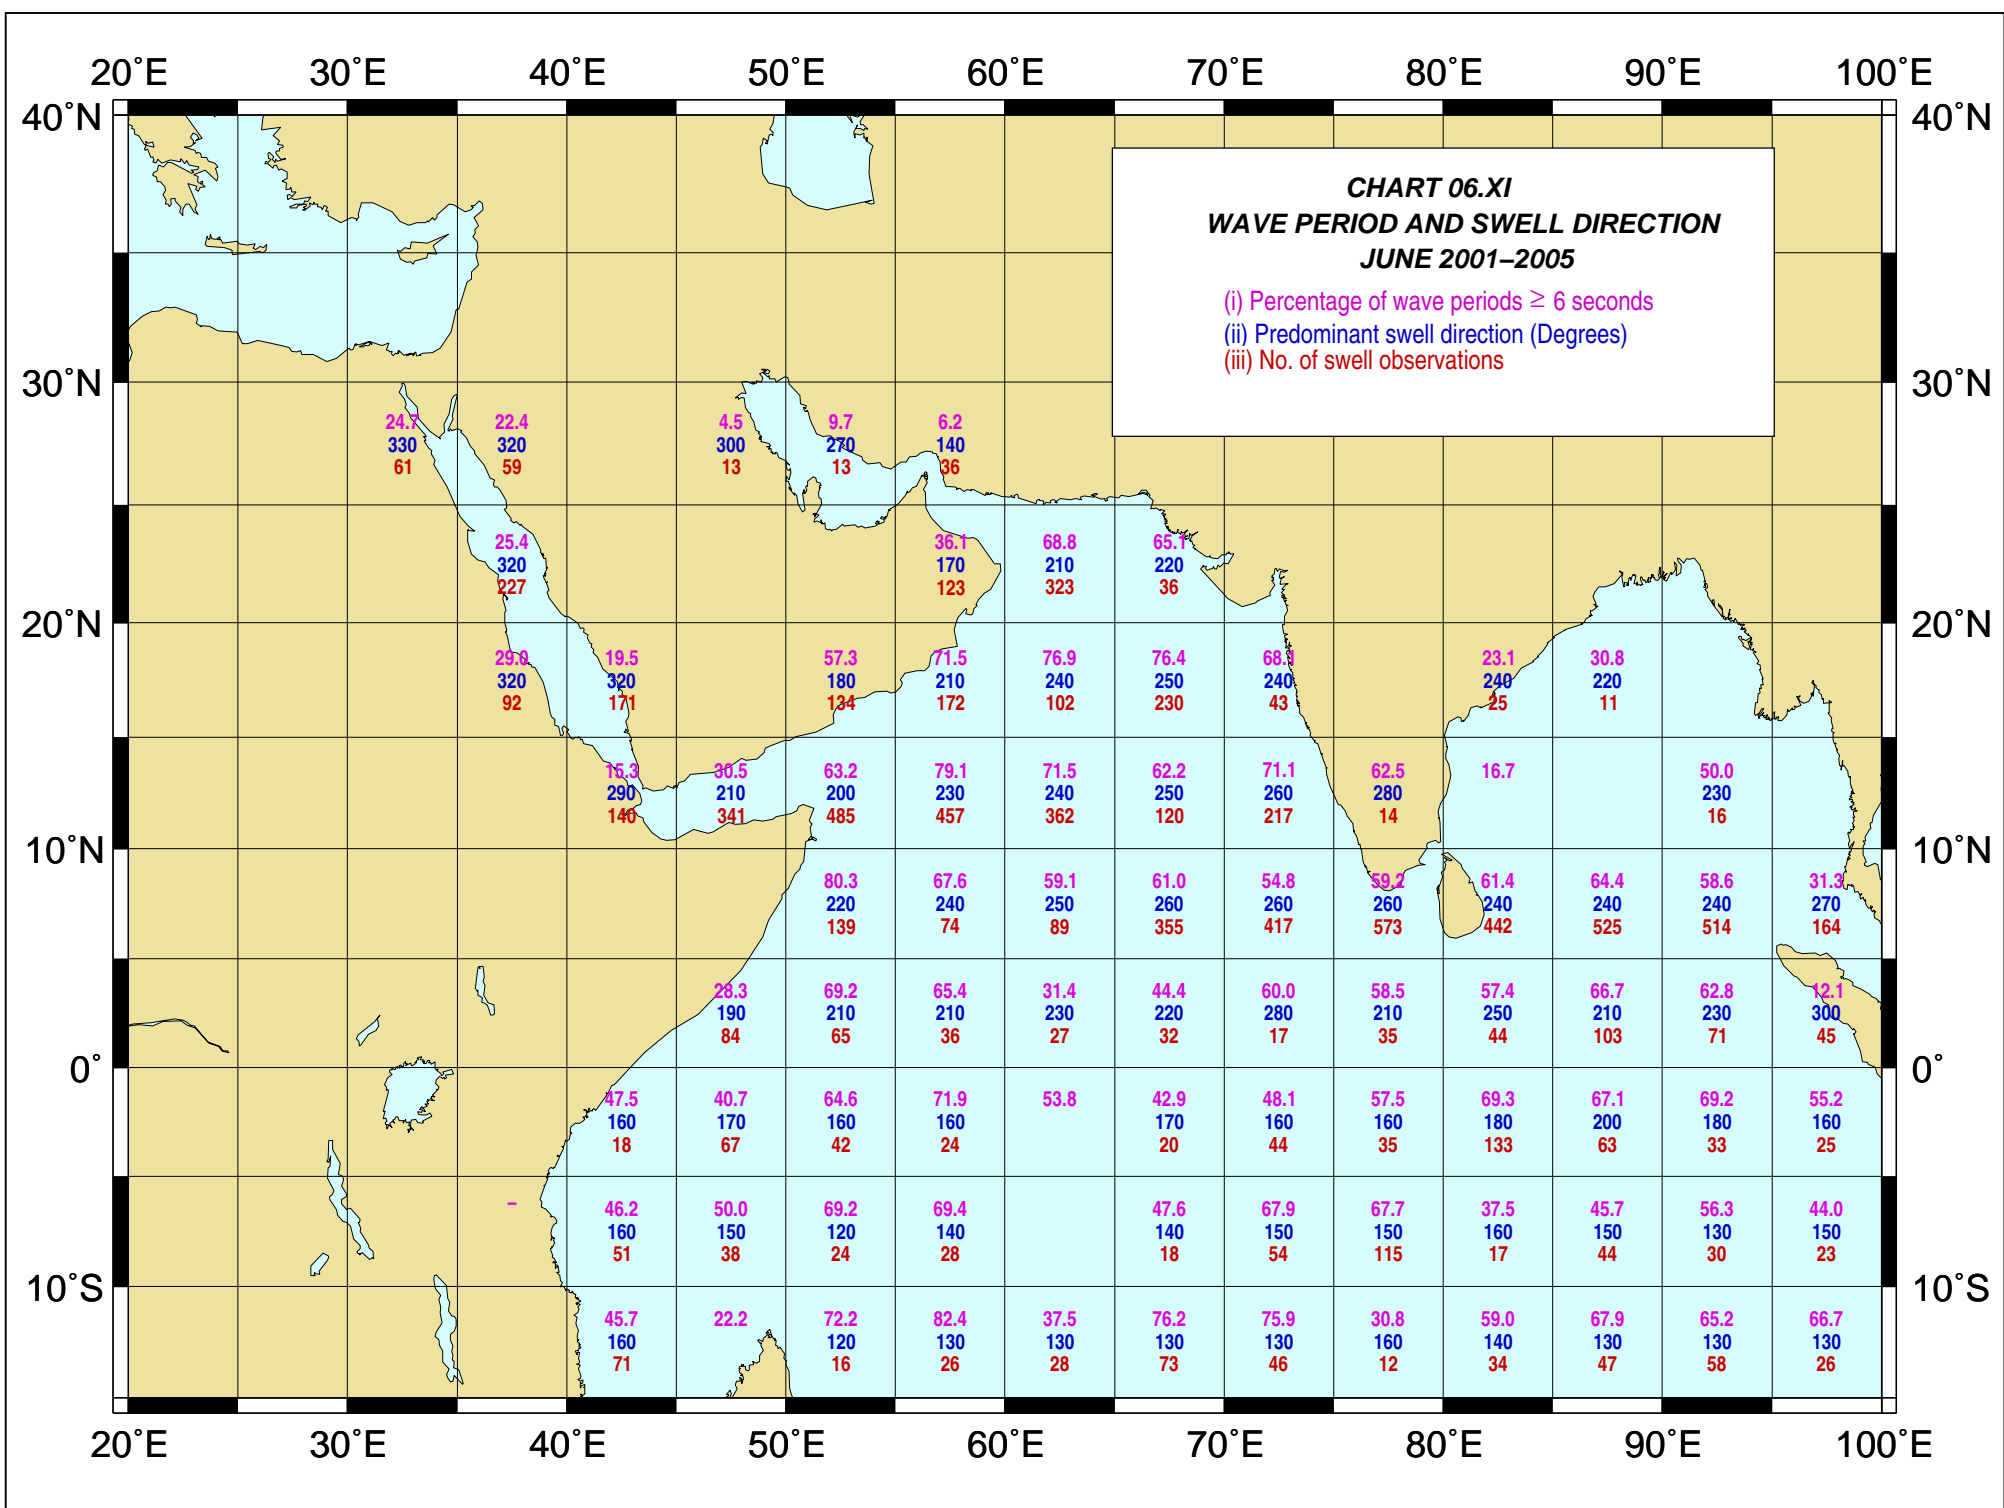 20°E 30°E 40°E 50°E 60°E 70°E 80°E 90°E 100°E
40°N 40°N
CHART 06.XI
WAVE PERIOD AND SWELL DIRECTION
JUNE 2001–2005
(i) Percentage of wave periods ≥ 6 seconds
(ii) Predominant swell direction (Degrees)
(iii) No. of swell observations
30°N 30°N
24.7 22.4 4.5 9.7 6.2
330 320 300 270 140
61 59 13 13 36
25.4 36.1 68.8 65.1
320 170 210 220
227 123 323 36
20°N 20°N
29.0 19.5 57.3 71.5 76.9 76.4 68.1 23.1 30.8
320 320 180 210 240 250 240 240 220
92 171 134 172 102 230 43 25 11
15.3 30.5 63.2 79.1 71.5 62.2 71.1 62.5 16.7 50.0
290 210 200 230 240 250 260 280 230
140 341 485 457 362 120 217 14 16
10°N 10°N
80.3 67.6 59.1 61.0 54.8 59.2 61.4 64.4 58.6 31.3
220 240 250 260 260 260 240 240 240 270
139 74 89 355 417 573 442 525 514 164
28.3 69.2 65.4 31.4 44.4 60.0 58.5 57.4 66.7 62.8 12.1
190 210 210 230 220 280 210 250 210 230 300
84 65 36 27 32 17 35 44 103 71 45
0° 0°
47.5 40.7 64.6 71.9 53.8 42.9 48.1 57.5 69.3 67.1 69.2 55.2
160 170 160 160 170 160 160 180 200 180 160
18 67 42 24 20 44 35 133 63 33 25
– 46.2 50.0 69.2 69.4 47.6 67.9 67.7 37.5 45.7 56.3 44.0
160 150 120 140 140 150 150 160 150 130 150
51 38 24 28 18 54 115 17 44 30 23
10°S 10°S
45.7 22.2 72.2 82.4 37.5 76.2 75.9 30.8 59.0 67.9 65.2 66.7
160 120 130 130 130 130 160 140 130 130 130
71 16 26 28 73 46 12 34 47 58 26
20°E 30°E 40°E 50°E 60°E 70°E 80°E 90°E 100°E